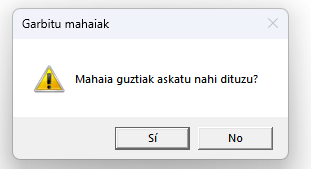 Garbitu mahaiak
Mahaia guztiak askatu nahi dituzu?
Sí
No